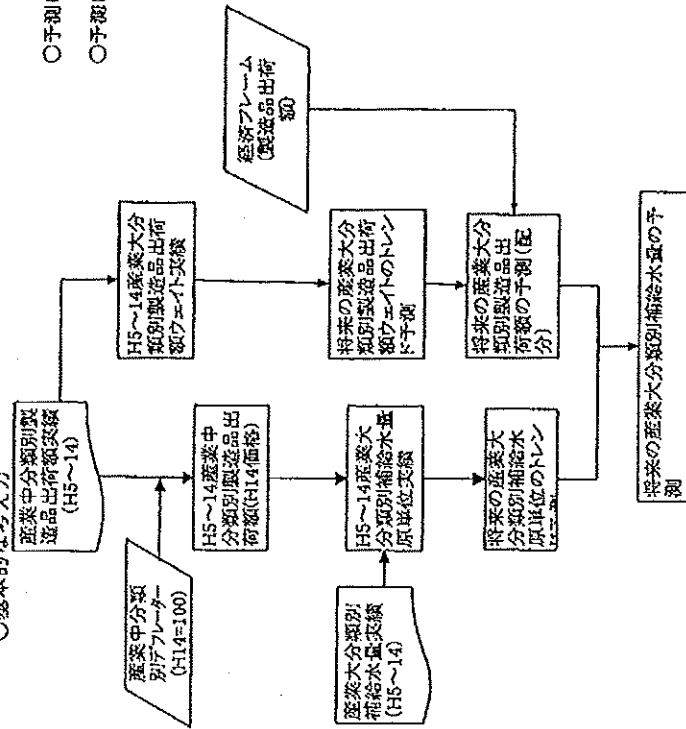 ○基本的な考え方
○予測
○予測
産業中分類別製
造品出荷額実績
(H5～14)
産業中分類
別デフレーター
(H14=100)
H5～14産業中
分類別製造品出
荷額(H14価格)
産業大分類別
補給水量実績
(H5～14)
H5～14産業大
分類別補給水量
原単位実績
将来の産業大
分類別補給水
原単位のトレン
H5～14産業大分
類別製造品出荷
額ウェイト実績
将来の産業大分
類別製造品出荷
額ウェイトのトレン
ド予測
経済フレーム
(製造品出荷
額)
将来の産業大分
類別製造品出
荷額の予測(配
分)
将来の産業大分類別補給水量の予
測